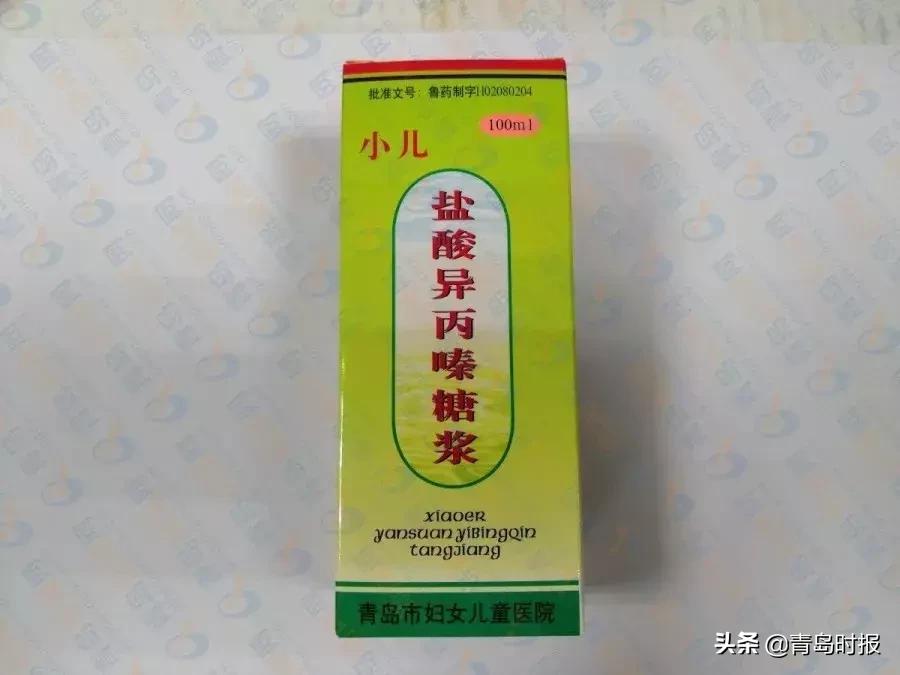 批准文号：鲁药制字H02080204
100ml
小儿
盐酸异丙嗪糖浆
xiaoer
yansuan yibingqin
tangjiang
青岛市妇女儿童医院
头条 @青岛时报